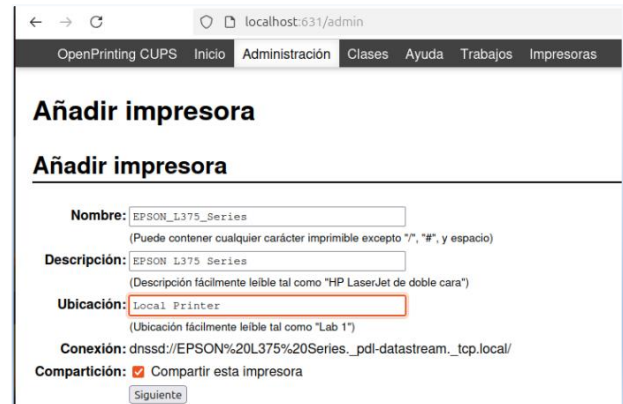 localhost:631/admin
OpenPrinting CUPS Inicio Administración Clases Ayuda Trabajos Impresoras
Añadir impresora
Añadir impresora
Nombre: EPSON_L375_Series
(Puede contener cualquier carácter imprimible excepto "/", "#", y espacio)
Descripción: EPSON L375 Series
(Descripción fácilmente leíble tal como "HP LaserJet de doble cara")
Ubicación: Local Printer
(Ubicación fácilmente leíble tal como "Lab 1")
Conexión: dnssd://EPSON%20L375%20Series._pdl-datastream._tcp.local/
Compartición: Compartir esta impresora
Siguiente